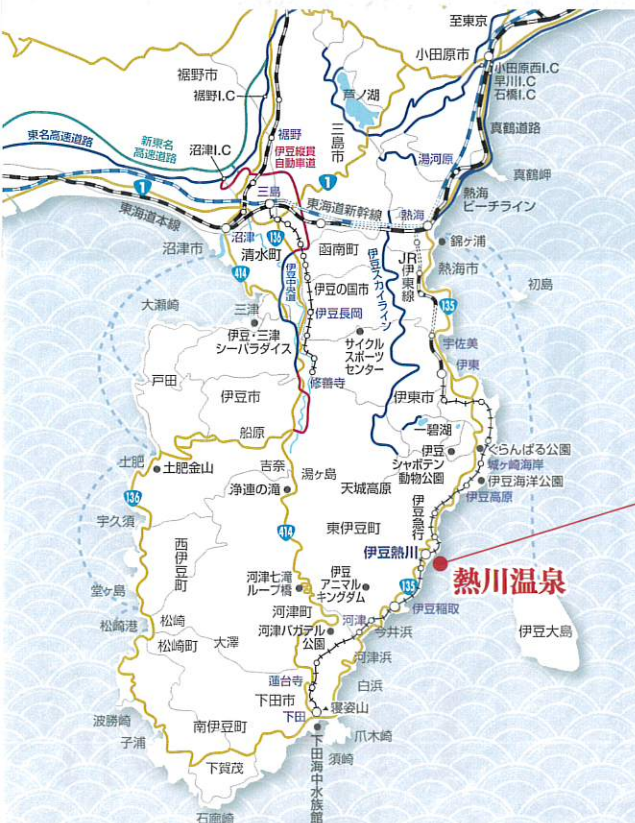 至東京
小田原市
小田原西I.C
早川I.C
石橋I.C
裾野市
裾野I.C
芦ノ湖
真鶴道路
東名高速道路
新東名
高速道路
沼津I.C
裾野
伊豆縦貫
自動車道
三島市
湯河原
真鶴岬
1
1
三島
東海道新幹線
熱海
熱海
ビーチライン
東海道本線
沼津
136
函南町
錦ヶ浦
沼津市
清水町
JR
伊東線
熱海市
414
伊豆中央道
伊豆スカイライン
初島
大瀬崎
伊豆の国市
135
三津
伊豆長岡
伊豆・三津
シーパラダイス
サイクル
スポーツ
センター
宇佐美
戸田
修善寺
伊東
伊豆市
伊東市
船原
一碧湖
土肥
土肥金山
吉奈
湯ヶ島
伊豆
シャボテン
動物公園
ぐらんぱる公園
城ヶ崎海岸
伊豆海洋公園
136
浄連の滝
天城高原
伊豆高原
宇久須
東伊豆町
伊豆急行
西伊豆町
414
伊豆熱川
熱川温泉
堂ヶ島
河津七滝
ループ橋
伊豆
アニマル
キングダム
135
伊豆稲取
松崎港
松崎
河津町
河津
今井浜
伊豆大島
松崎町
大澤
河津バガテル
公園
河津浜
蓮台寺
白浜
下田市
波勝崎
下田
寝姿山
南伊豆町
爪木崎
子浦
須崎
下賀茂
下田海中水族館
石廊崎